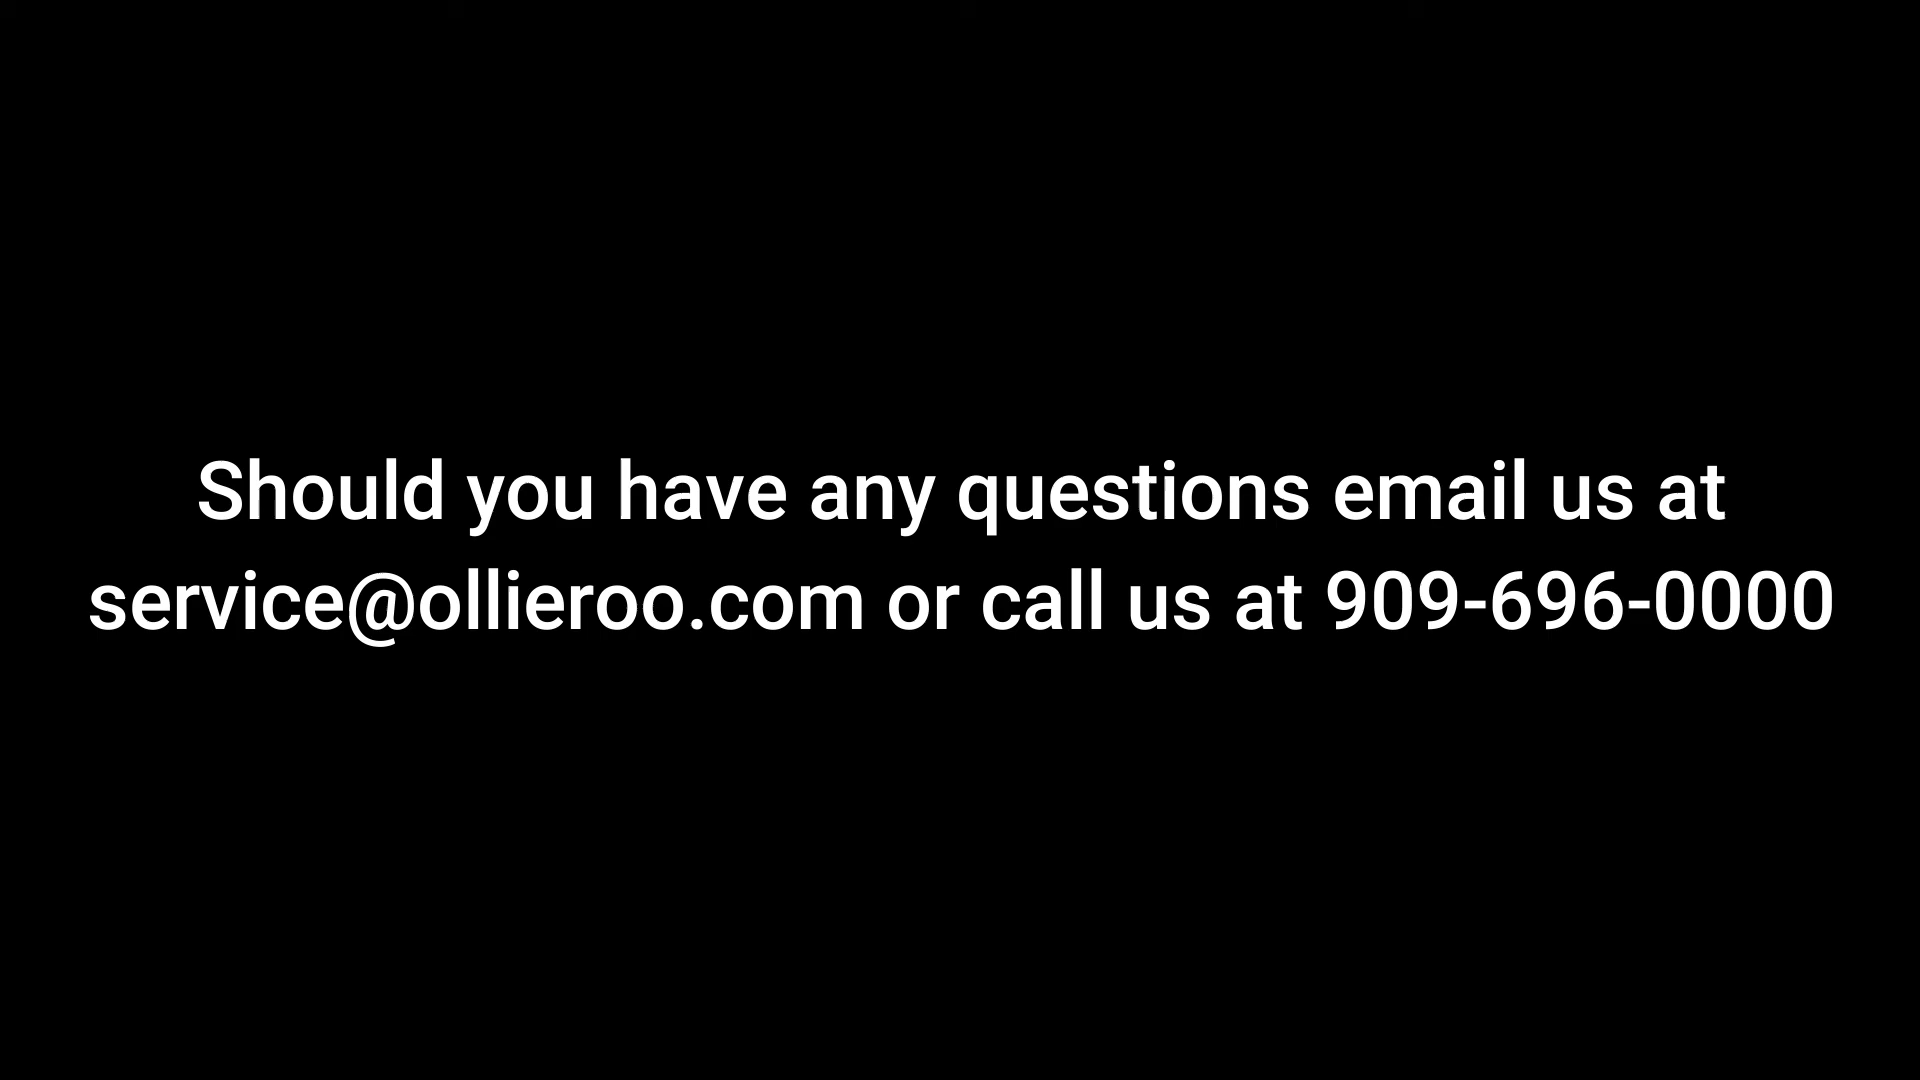 Should you have any questions email us at
service@ollieroo.com or call us at 909-696-0000